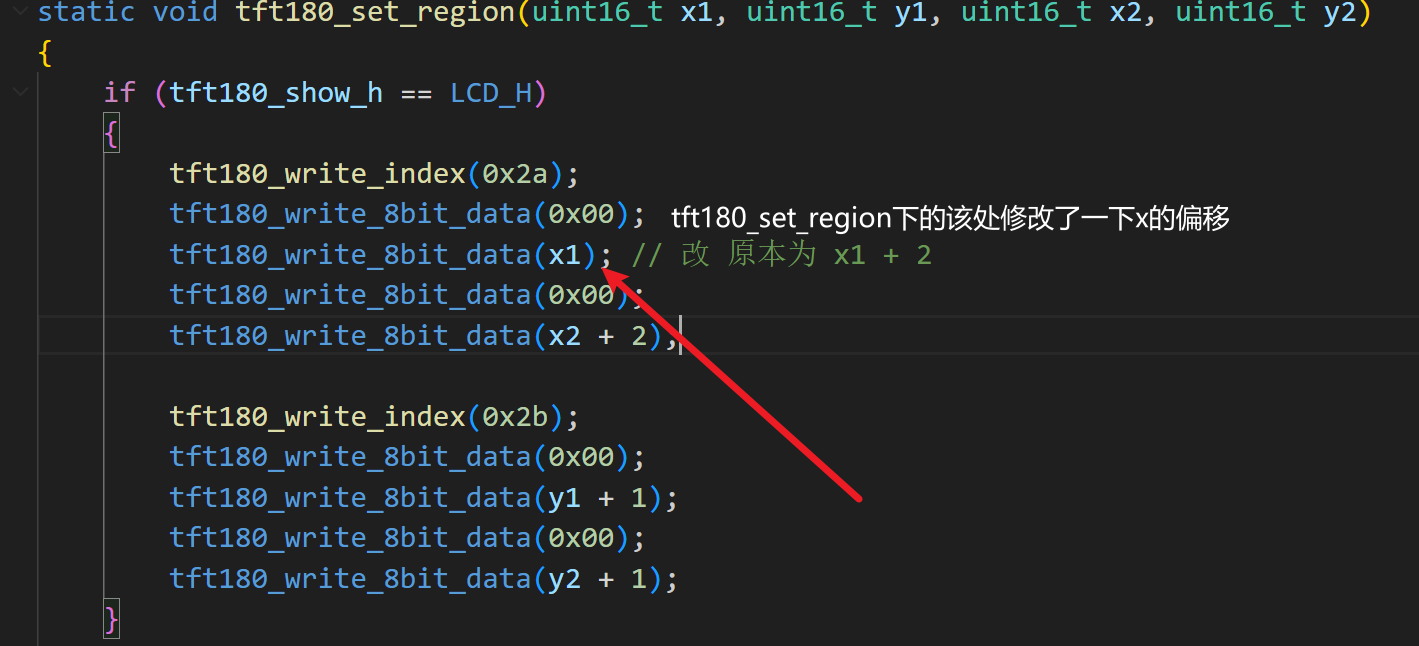 static void tft180_set_region(uint16_t x1, uint16_t y1, uint16_t x2, uint16_t y2)
{
if (tft180_show_h == LCD_H)
{
tft180_write_index(0x2a);
tft180_write_8bit_data(0x00); tft180_set_region下的该处修改了一下x的偏移
tft180_write_8bit_data(x1); // 改 原本为 x1 + 2
tft180_write_8bit_data(0x00);
tft180_write_8bit_data(x2 + 2);
tft180_write_index(0x2b);
tft180_write_8bit_data(0x00);
tft180_write_8bit_data(y1 + 1);
tft180_write_8bit_data(0x00);
tft180_write_8bit_data(y2 + 1);
}